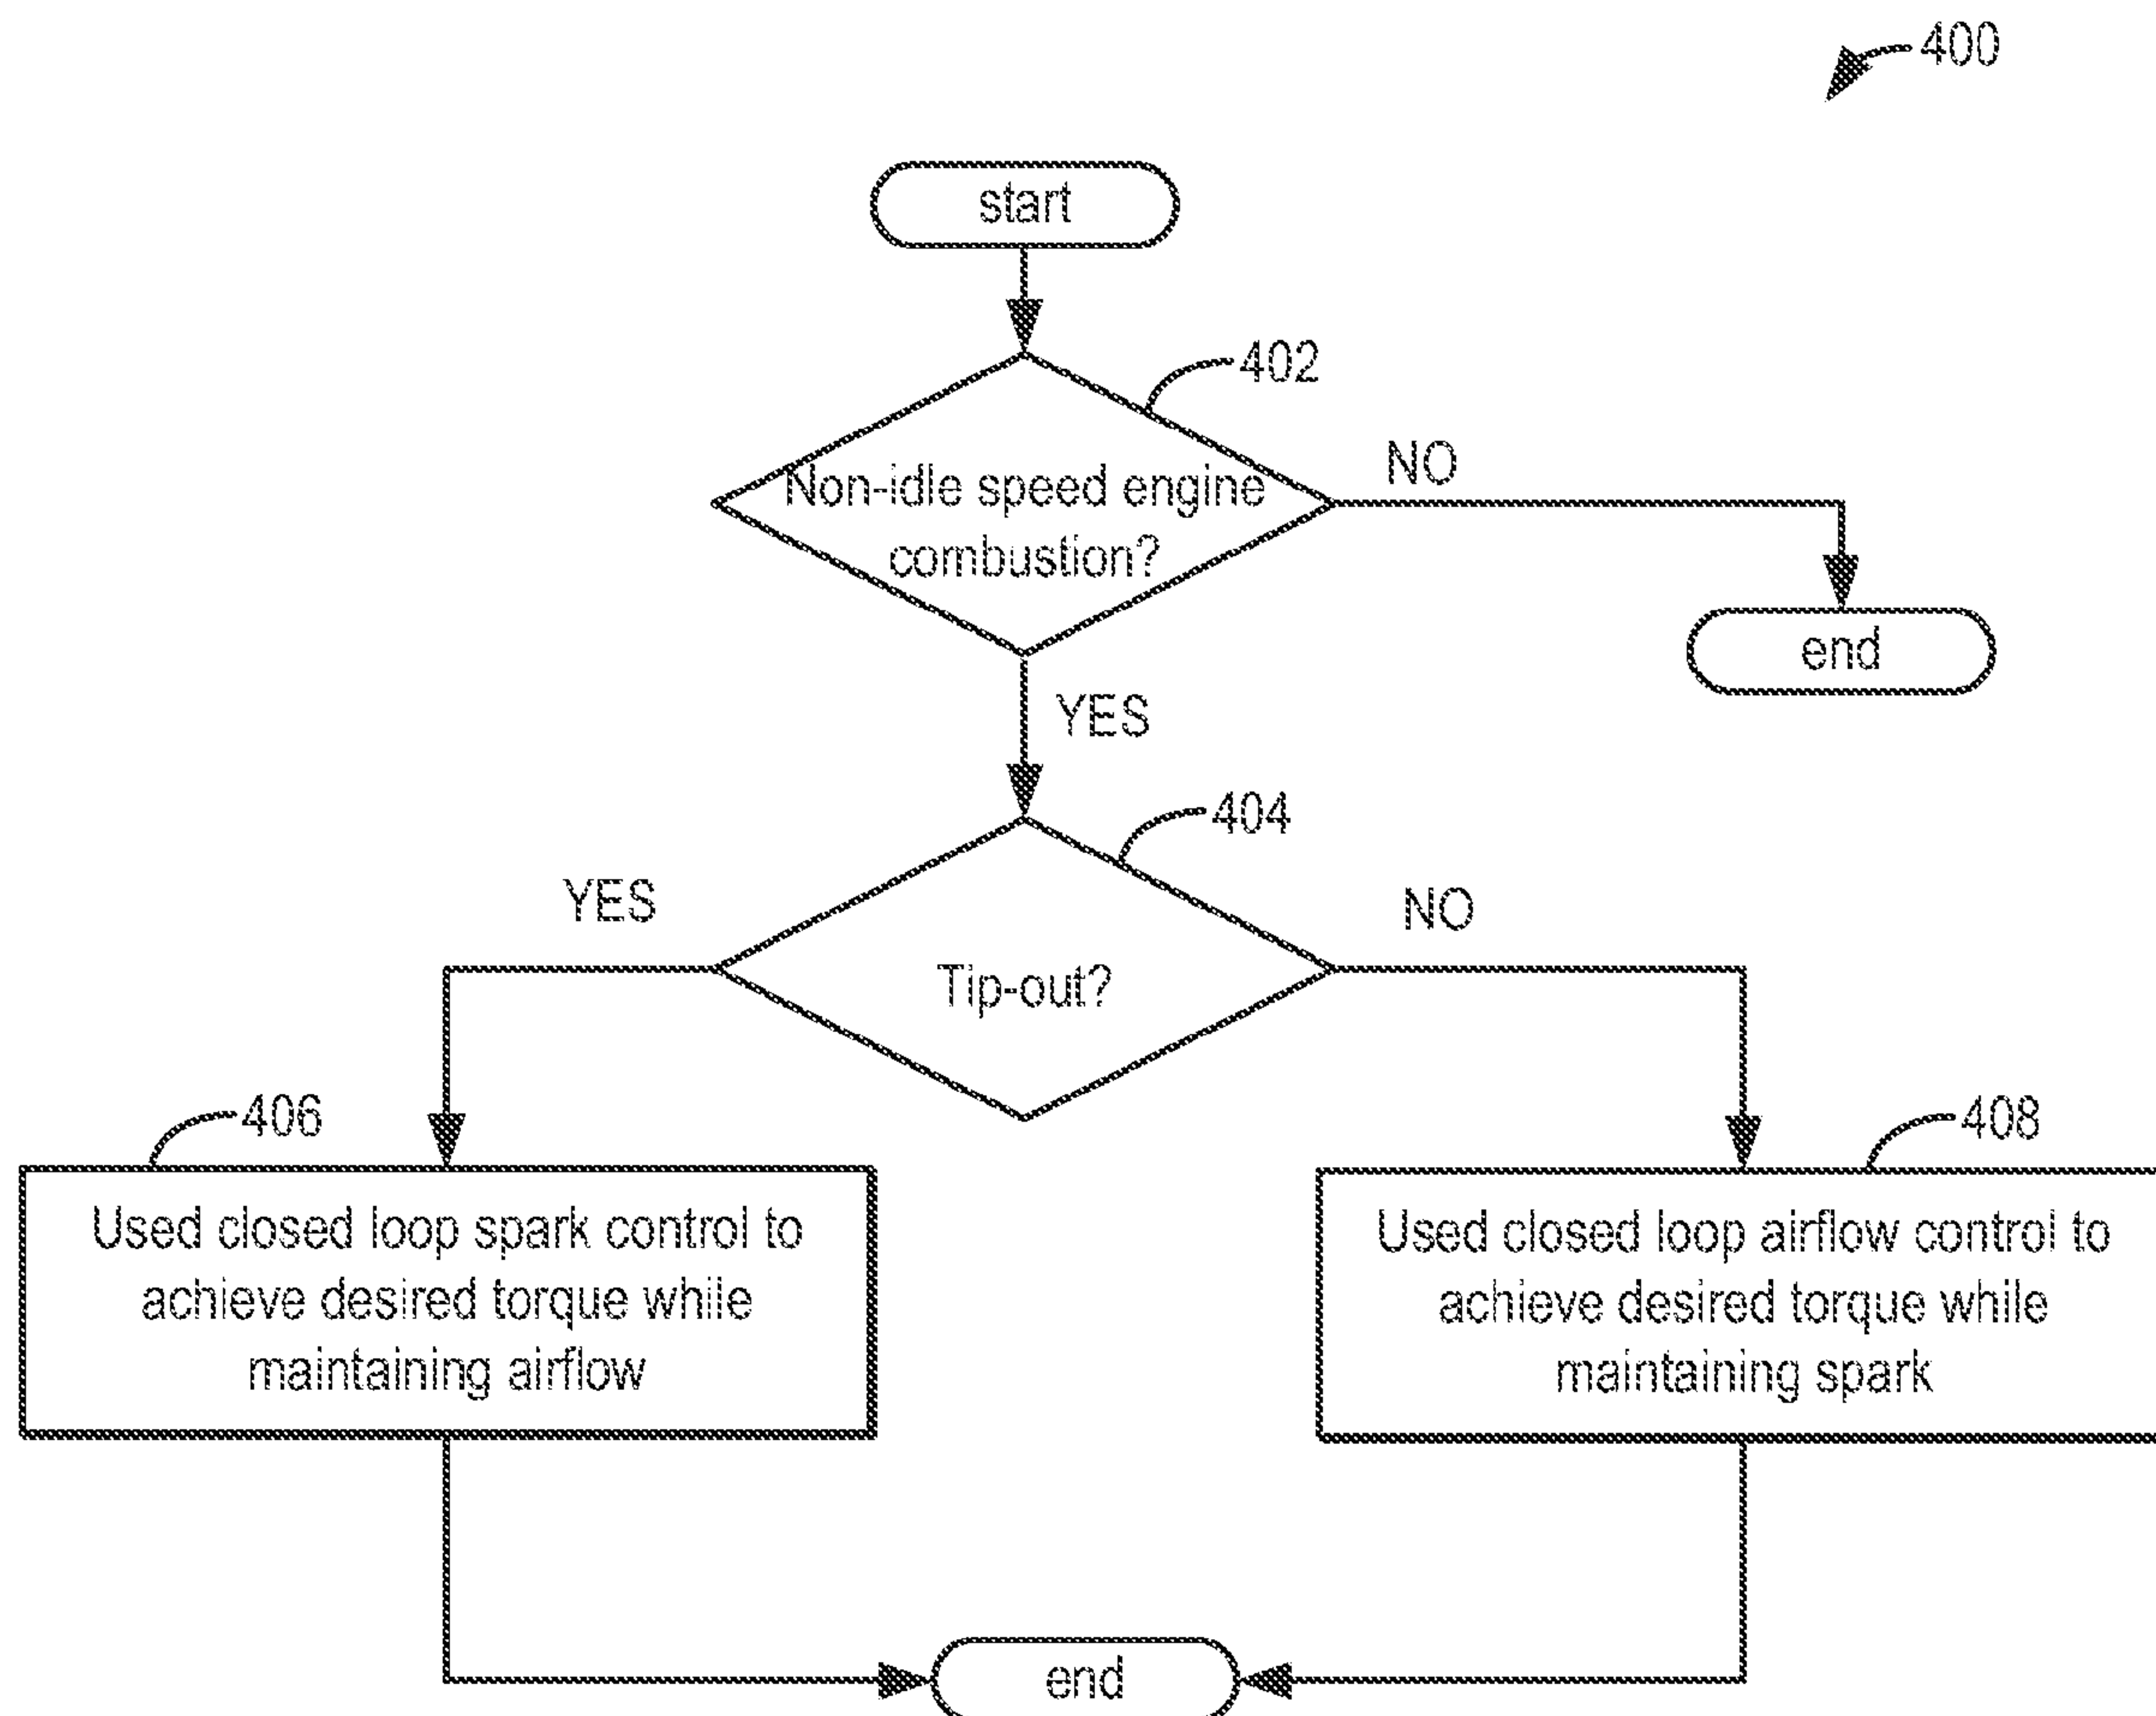 400
start
402
Non-idle speed engine
combustion?
NO
end
YES
404
YES
NO
Tip-out?
406
408
Used closed loop spark control to
achieve desired torque while
maintaining airflow
Used closed loop airflow control to
achieve desired torque while
maintaining spark
end